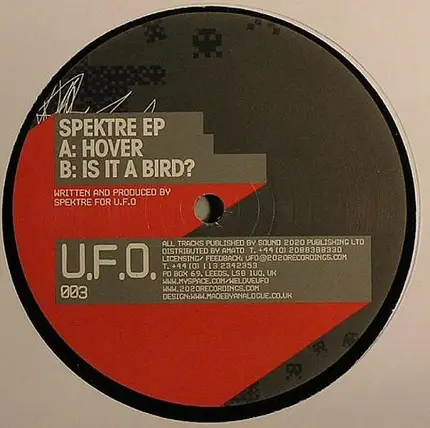 SPEKTRE EP
A: HOVER
B: IS IT A BIRD?
WRITTEN AND PRODUCED BY
SPEKTRE FOR U.F.O
U.F.O.
003
ALL TRACKS PUBLISHED BY SOUND 2020 PUBLISHING LTD
DISTRIBUTED BY AMATO T. +44 (0) 2088388330
LICENSING/ FEEDBACK: UFO@2020RECORDINGS.COM
T. +44 (0) 113 2342353
PO BOX 69, LEEDS, LS8 1UQ, UK
WWW.MYSPACE.COM/WELOVEUFO
WWW.2020RECORDINGS.COM
DESIGN:WWW.MADEBYANALOGUE.CO.UK